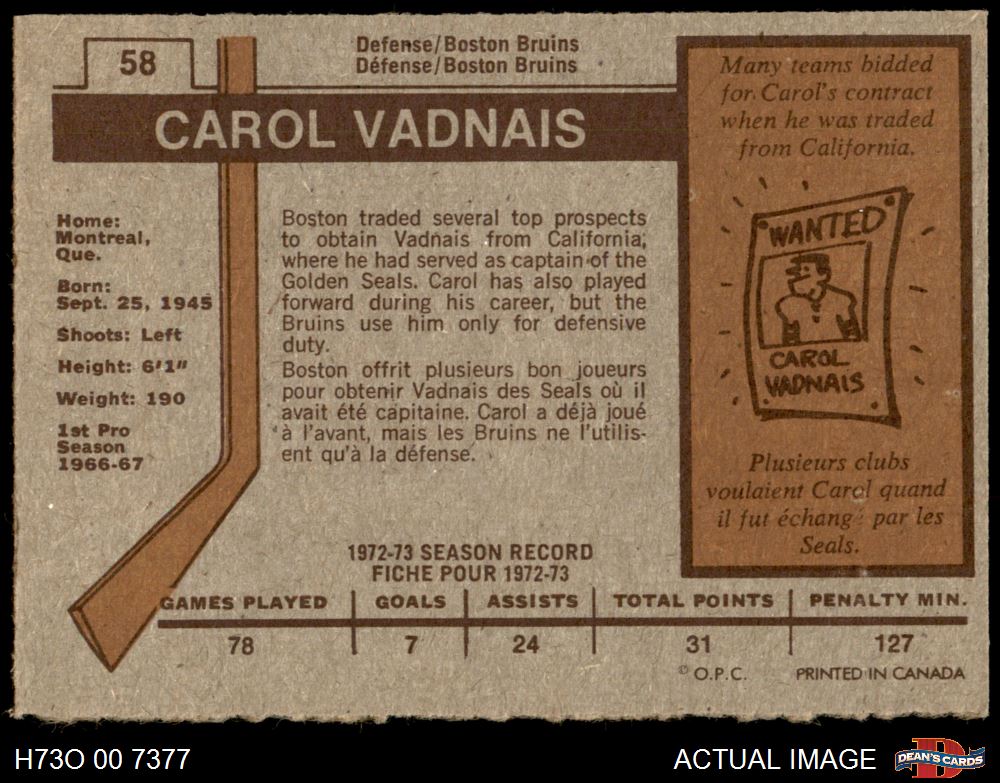 58
Defense/Boston Bruins
Défense/Boston Bruins
CAROL VADNAIS
Home:
Montreal,
Que.
Born:
Sept. 25, 1945
Shoots: Left
Height: 6'1"
Weight: 190
1st Pro
Season
1966-67
Boston traded several top prospects
to obtain Vadnais from California,
where he had served as captain of the
Golden Seals. Carol has also played
forward during his career, but the
Bruins use him only for defensive
duty.
Boston offrit plusieurs bon joueurs
pour obtenir Vadnais des Seals où il
avait été capitaine. Carol a déjà joué
à l'avant, mais les Bruins ne l'utilis-
ent qu'à la défense.
Many teams bidded
for Carol's contract
when he was traded
from California.
WANTED
CAROL
VADNAIS
Plusieurs clubs
voulaient Carol quand
il fut échangé par les
Seals.
1972-73 SEASON RECORD
FICHE POUR 1972-73
GAMES PLAYED GOALS ASSISTS TOTAL POINTS PENALTY MIN.
78 7 24 31 127
© O.P.C. PRINTED IN CANADA
H73O 00 7377 ACTUAL IMAGE DEAN'S CARDS